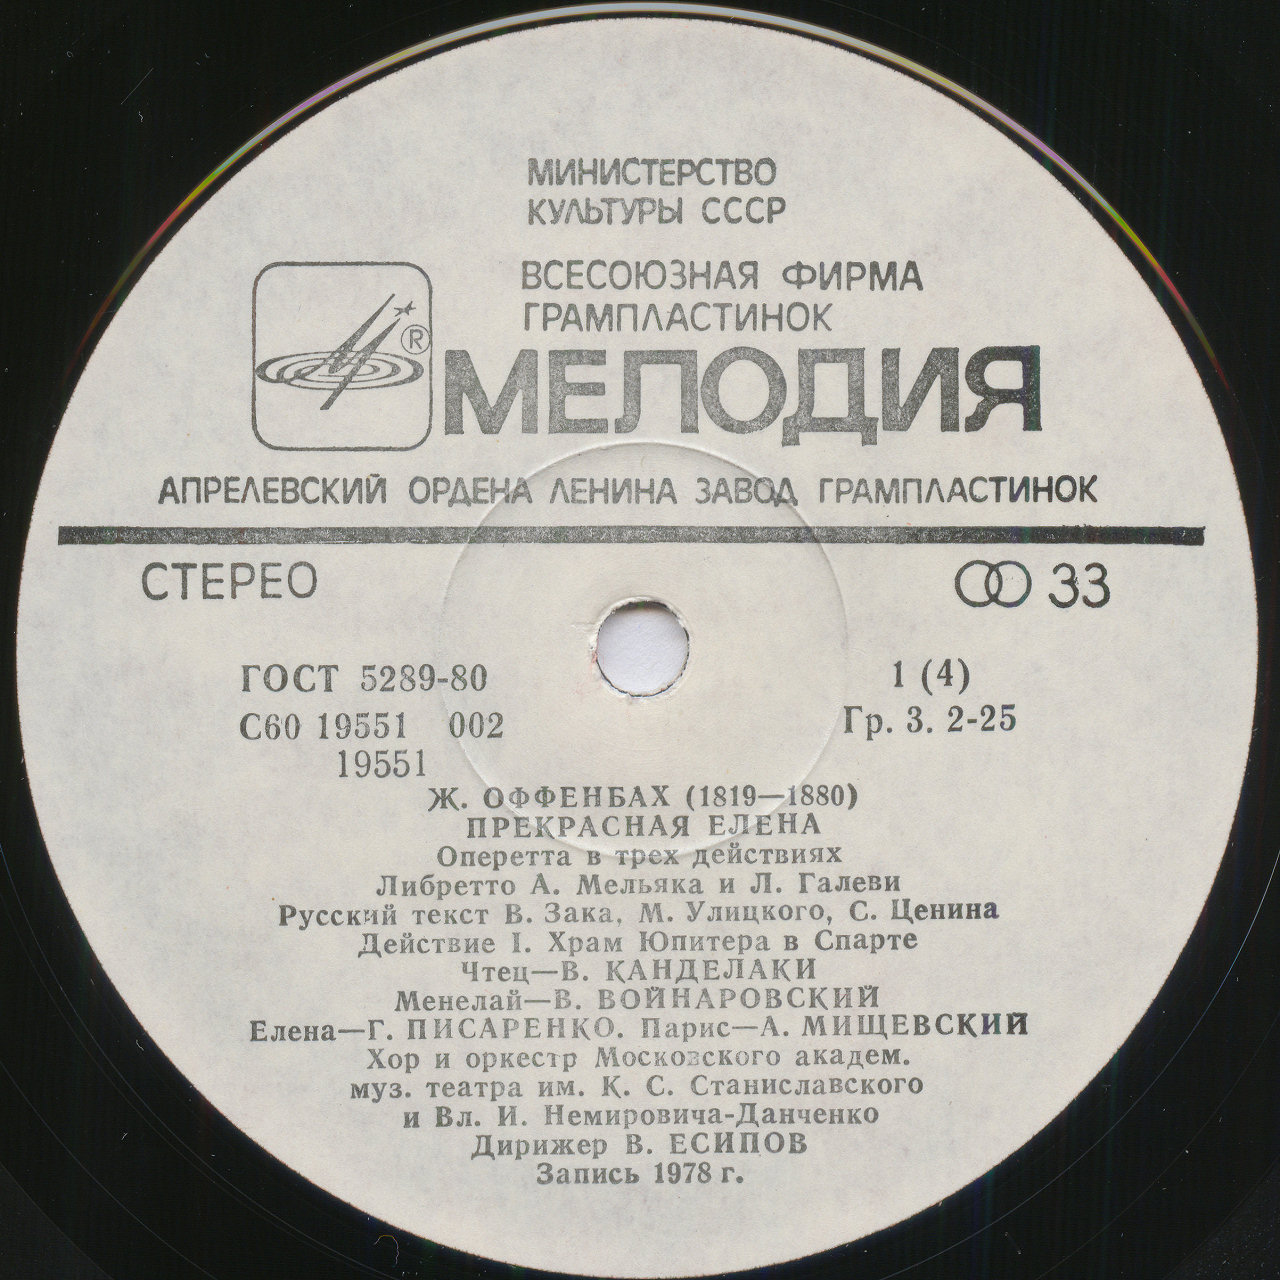 МИНИСТЕРСТВО
КУЛЬТУРЫ СССР
ВСЕСОЮЗНАЯ ФИРМА
ГРАМПЛАСТИНОК
®
МЕЛОДИЯ
АПРЕЛЕВСКИЙ ОРДЕНА ЛЕНИНА ЗАВОД ГРАМПЛАСТИНОК
СТЕРЕО 33
ГОСТ 5289-80 1 (4)
С60 19551 002 Гр. 3. 2-25
19551
Ж. ОФФЕНБАХ (1819—1880)
ПРЕКРАСНАЯ ЕЛЕНА
Оперетта в трех действиях
Либретто А. Мельяка и Л. Галеви
Русский текст В. Зака, М. Улицкого, С. Ценина
Действие I. Храм Юпитера в Спарте
Чтец—В. КАНДЕЛАКИ
Менелай—В. ВОЙНАРОВСКИЙ
Елена—Г. ПИСАРЕНКО. Парис—А. МИЩЕВСКИЙ
Хор и оркестр Московского академ.
муз. театра им. К. С. Станиславского
и Вл. И. Немировича-Данченко
Дирижер В. ЕСИПОВ
Запись 1978 г.